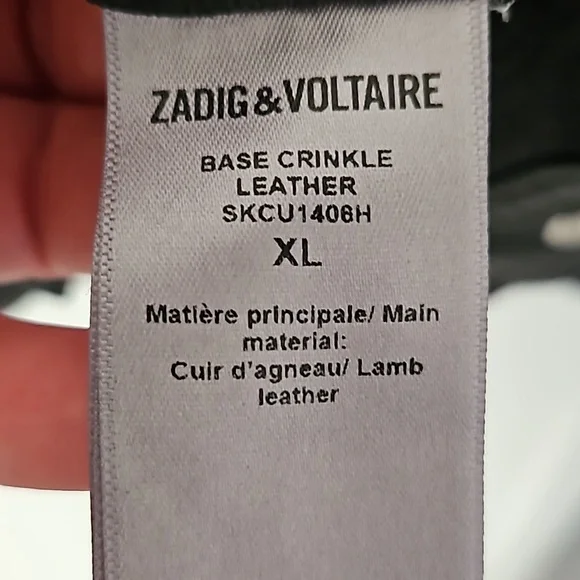 ZADIG&VOLTAIRE
BASE CRINKLE
LEATHER
SKCU1406H
XL
Matière principale/ Main
material:
Cuir d'agneau/ Lamb
leather